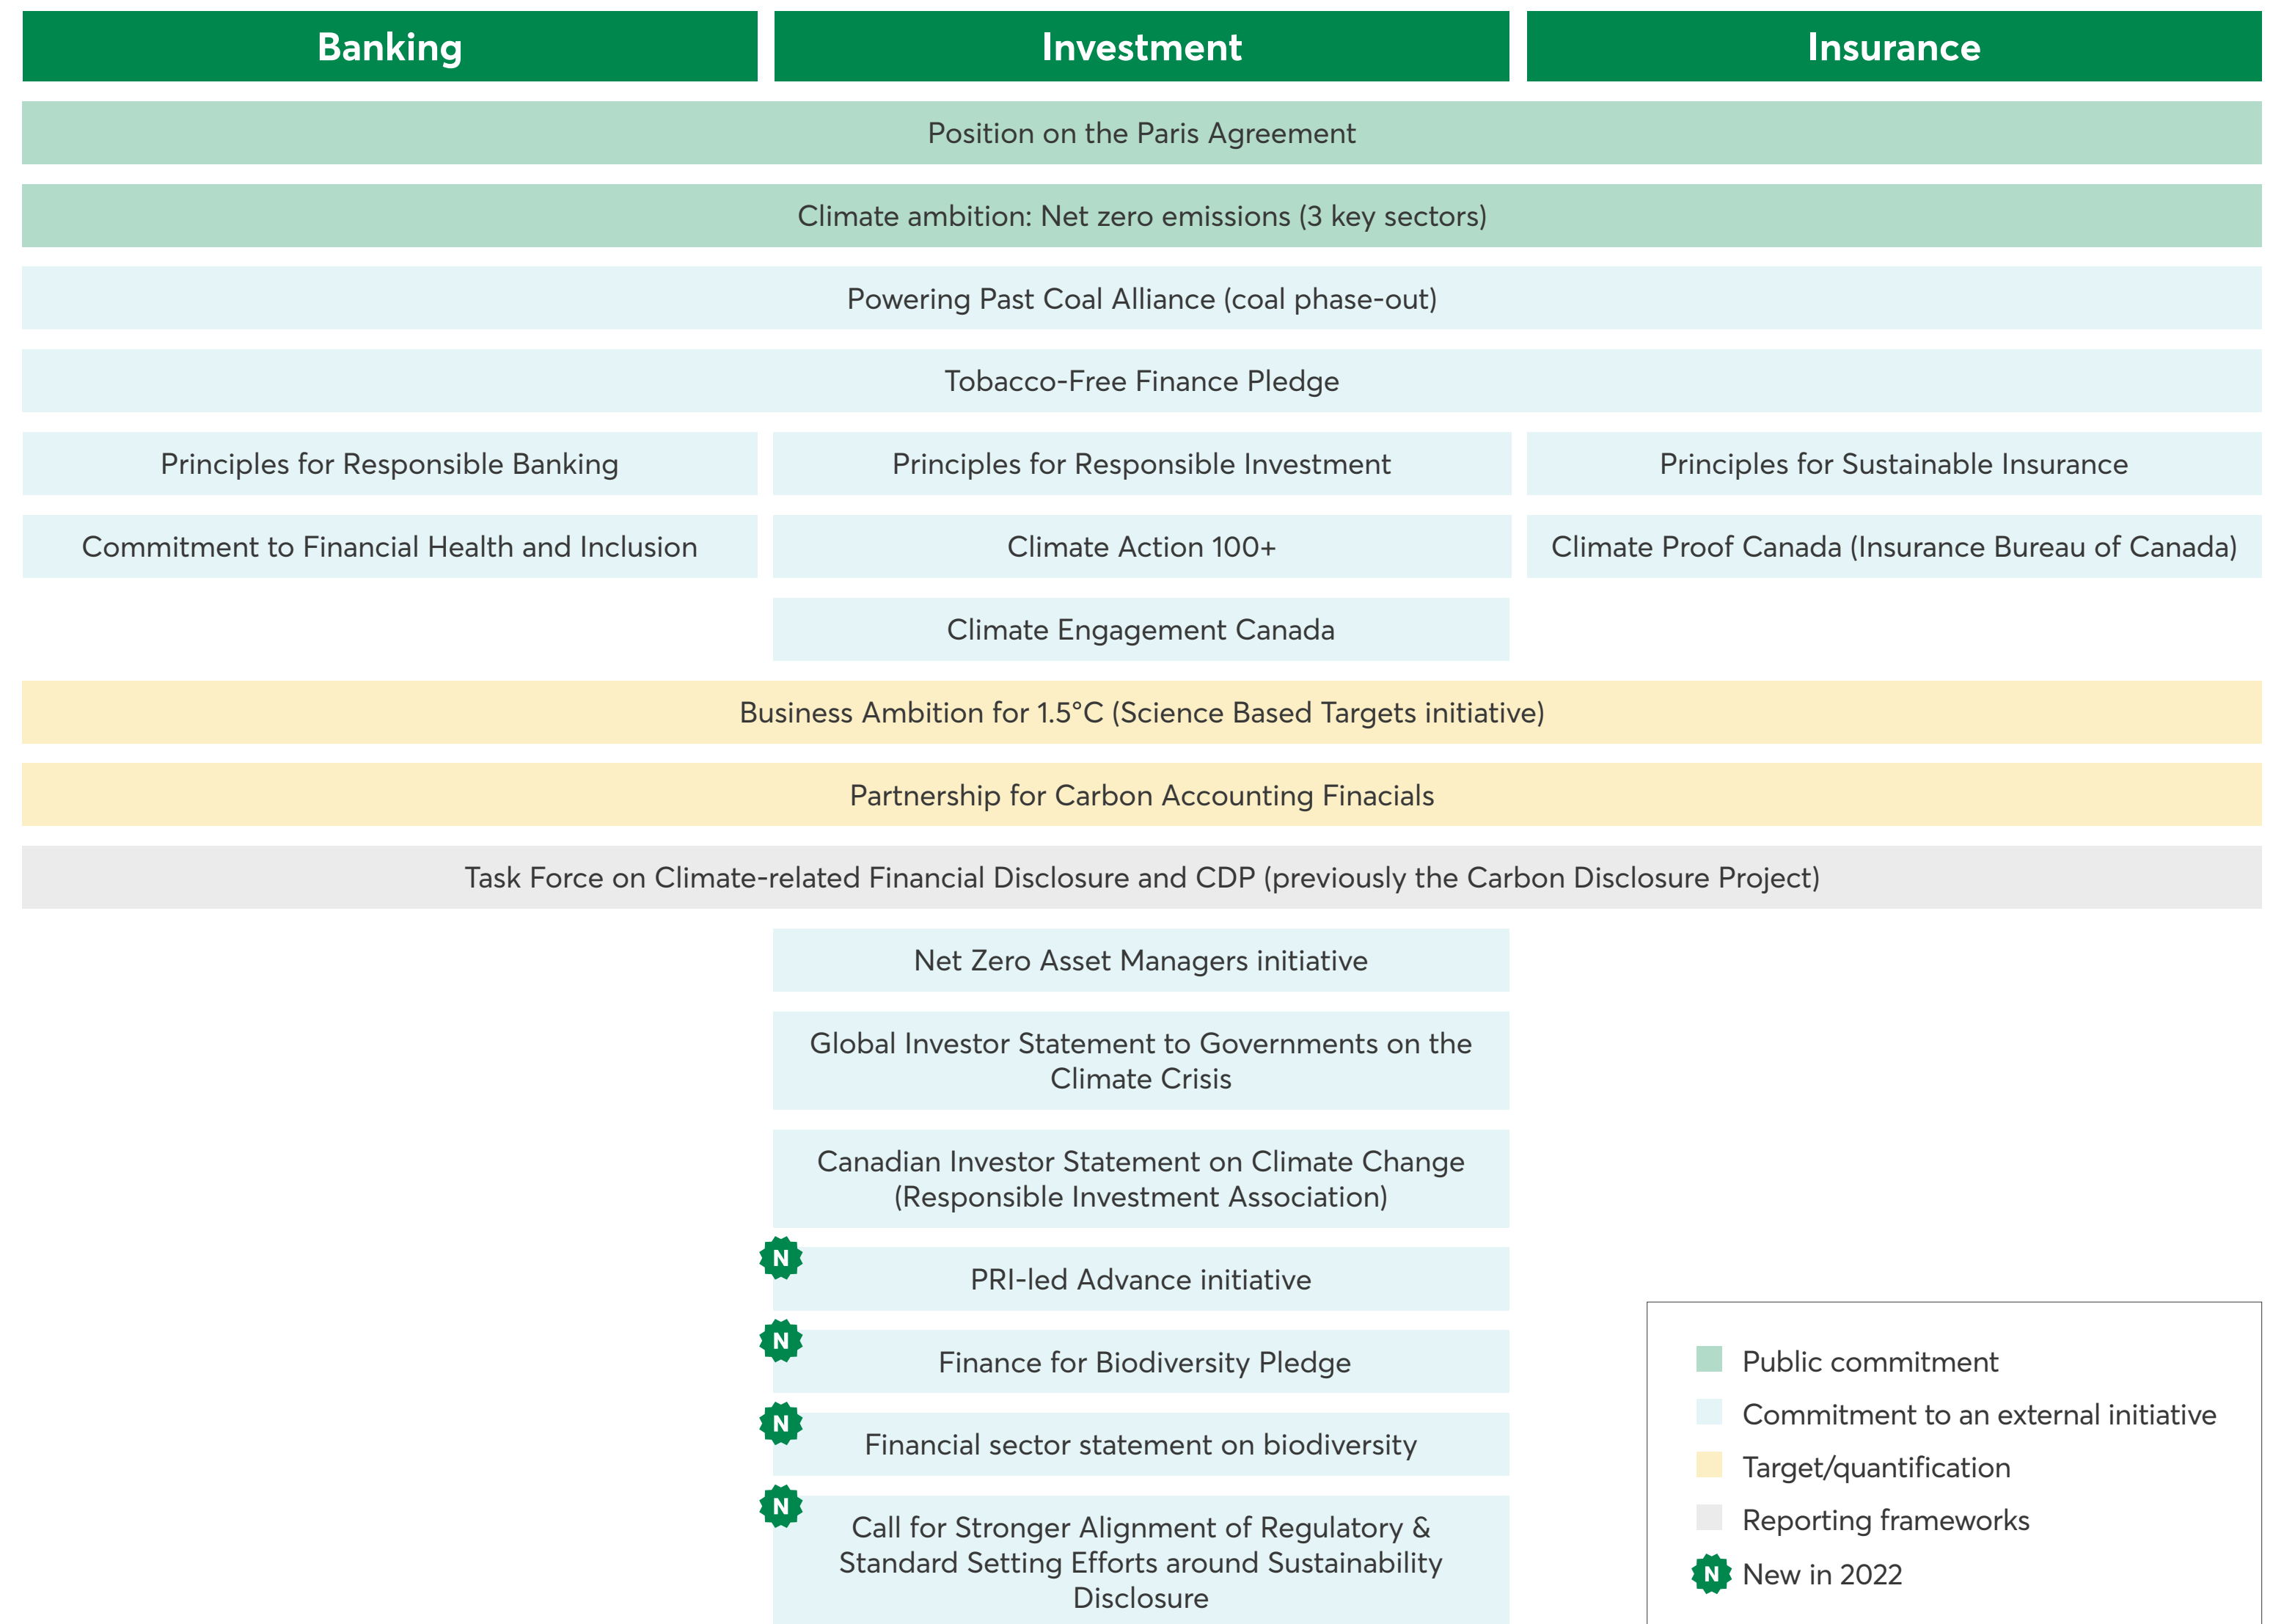 Banking
Investment
Insurance
Position on the Paris Agreement
Climate ambition: Net zero emissions (3 key sectors)
Powering Past Coal Alliance (coal phase-out)
Tobacco-Free Finance Pledge
Principles for Responsible Banking
Principles for Responsible Investment
Principles for Sustainable Insurance
Commitment to Financial Health and Inclusion
Climate Action 100+
Climate Proof Canada (Insurance Bureau of Canada)
Climate Engagement Canada
Business Ambition for 1.5°C (Science Based Targets initiative)
Partnership for Carbon Accounting Finacials
Task Force on Climate-related Financial Disclosure and CDP (previously the Carbon Disclosure Project)
Net Zero Asset Managers initiative
Global Investor Statement to Governments on the
Climate Crisis
Canadian Investor Statement on Climate Change
(Responsible Investment Association)
N
PRI-led Advance initiative
N
Finance for Biodiversity Pledge
N
Financial sector statement on biodiversity
N
Call for Stronger Alignment of Regulatory &
Standard Setting Efforts around Sustainability
Disclosure
Public commitment
Commitment to an external initiative
Target/quantification
Reporting frameworks
N New in 2022